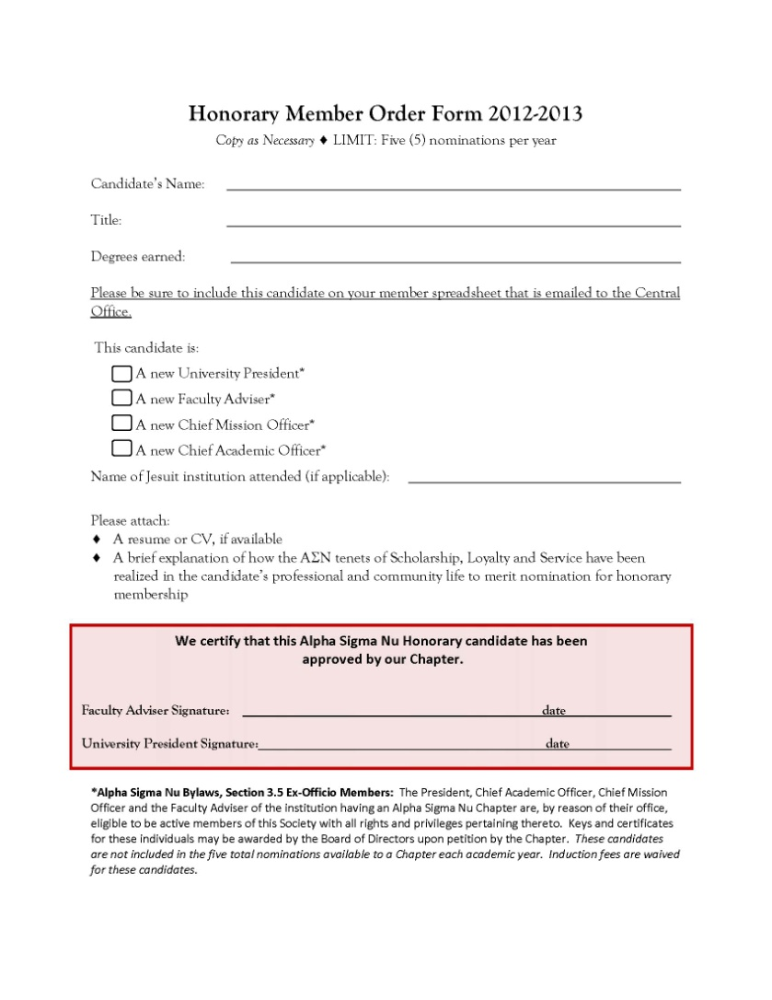 Honorary Member Order Form 2012-2013
Copy as Necessary ♦ LIMIT: Five (5) nominations per year
Candidate's Name:
Title:
Degrees earned:
Please be sure to include this candidate on your member spreadsheet that is emailed to the Central
Office.
This candidate is:
A new University President*
A new Faculty Adviser*
A new Chief Mission Officer*
A new Chief Academic Officer*
Name of Jesuit institution attended (if applicable):
Please attach:
♦ A resume or CV, if available
♦ A brief explanation of how the ΑΣΝ tenets of Scholarship, Loyalty and Service have been
realized in the candidate's professional and community life to merit nomination for honorary
membership
We certify that this Alpha Sigma Nu Honorary candidate has been
approved by our Chapter.
Faculty Adviser Signature: date
University President Signature: date
*Alpha Sigma Nu Bylaws, Section 3.5 Ex-Officio Members: The President, Chief Academic Officer, Chief Mission
Officer and the Faculty Adviser of the institution having an Alpha Sigma Nu Chapter are, by reason of their office,
eligible to be active members of this Society with all rights and privileges pertaining thereto. Keys and certificates
for these individuals may be awarded by the Board of Directors upon petition by the Chapter. These candidates
are not included in the five total nominations available to a Chapter each academic year. Induction fees are waived
for these candidates.